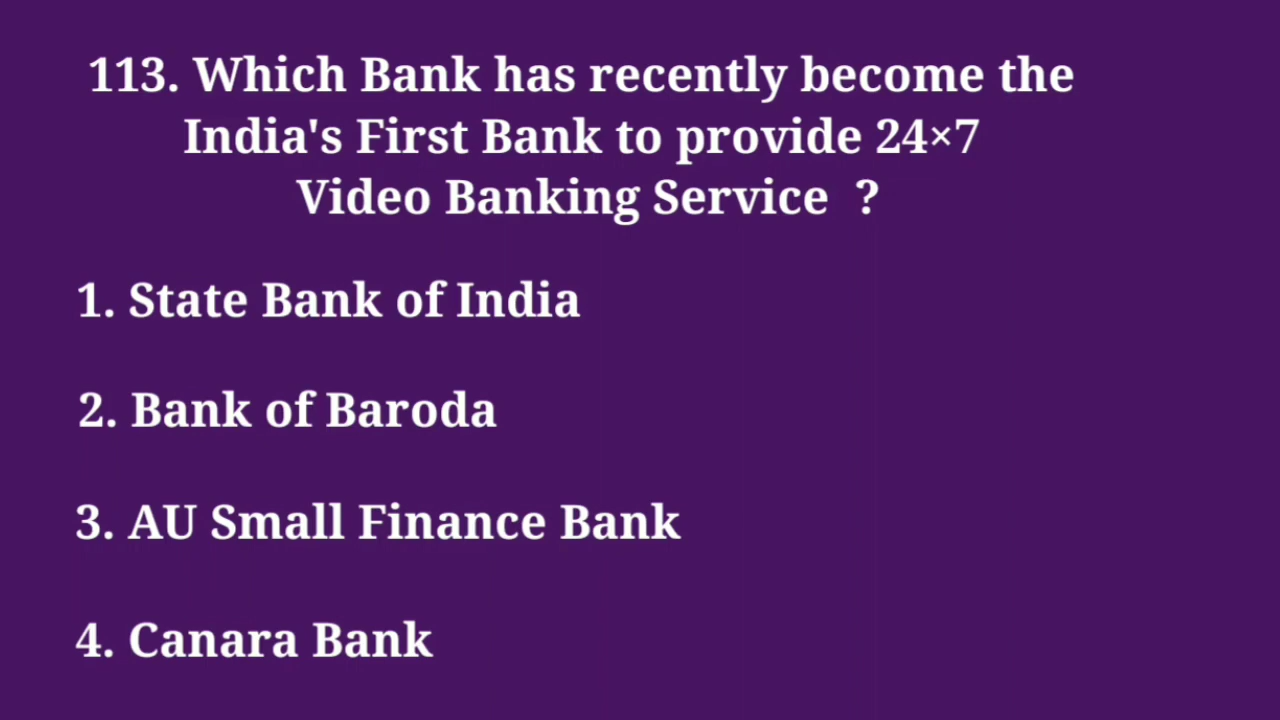 113. Which Bank has recently become the
India's First Bank to provide 24×7
Video Banking Service  ?
1. State Bank of India
2. Bank of Baroda
3. AU Small Finance Bank
4. Canara Bank